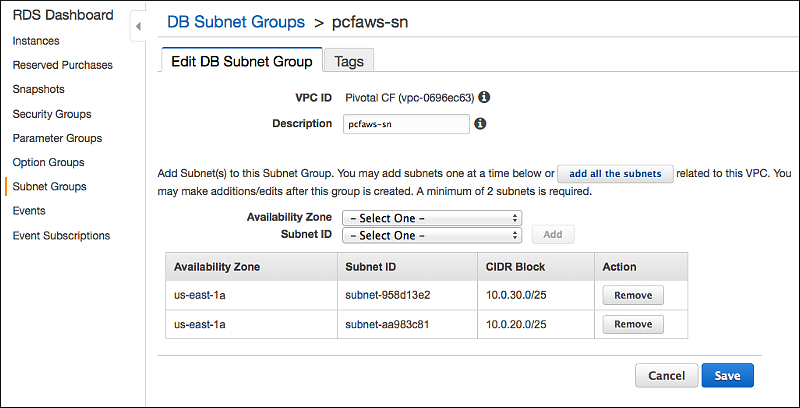 RDS Dashboard
Instances
Reserved Purchases
Snapshots
Security Groups
Parameter Groups
Option Groups
Subnet Groups
Events
Event Subscriptions
DB Subnet Groups > pcfaws-sn
Edit DB Subnet Group Tags
VPC ID Pivotal CF (vpc-0696ec63)
Description pcfaws-sn
Add Subnet(s) to this Subnet Group. You may add subnets one at a time below or add all the subnets related to this VPC. You
may make additions/edits after this group is created. A minimum of 2 subnets is required.
Availability Zone - Select One -
Subnet ID - Select One - Add
Availability Zone Subnet ID CIDR Block Action
us-east-1a subnet-958d13e2 10.0.30.0/25 Remove
us-east-1a subnet-aa983c81 10.0.20.0/25 Remove
Cancel Save